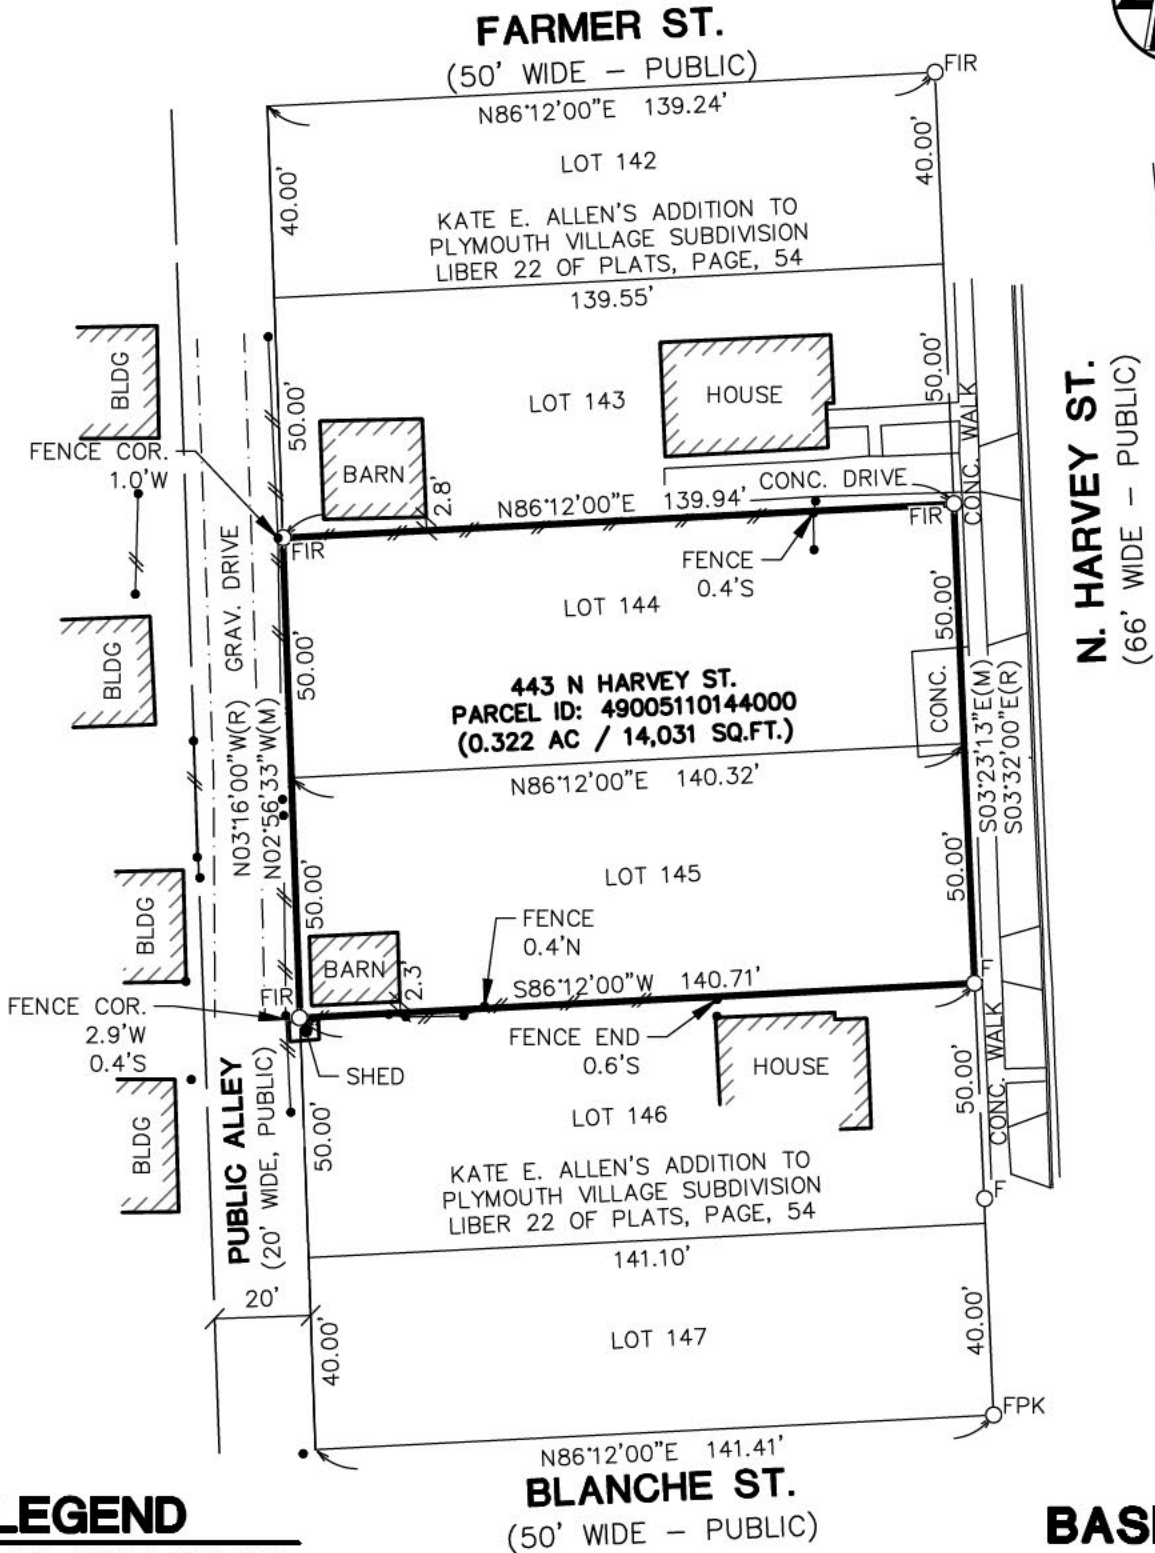 FARMER ST.
(50' WIDE – PUBLIC)
FIR
N86°12'00"E 139.24'
40.00'
40.00'
LOT 142
KATE E. ALLEN'S ADDITION TO
PLYMOUTH VILLAGE SUBDIVISION
LIBER 22 OF PLATS, PAGE, 54
139.55'
BLDG
50.00'
LOT 143
HOUSE
50.00'
CONC. WALK
N. HARVEY ST.
(66' WIDE – PUBLIC)
FENCE COR.
1.0'W
BARN
2.8'
CONC. DRIVE
N86°12'00"E 139.94'
FIR
FIR
FENCE
0.4'S
GRAV. DRIVE
LOT 144
50.00'
50.00'
BLDG
443 N HARVEY ST.
PARCEL ID: 49005110144000
(0.322 AC / 14,031 SQ.FT.)
CONC.
N03°16'00"W(R)
N02°56'33"W(M)
S03°23'13"E(M)
S03°32'00"E(R)
N86°12'00"E 140.32'
50.00'
LOT 145
50.00'
BLDG
FENCE
0.4'N
BARN
2.3'
S86°12'00"W 140.71'
F
FIR
FENCE COR.
2.9'W
0.4'S
FENCE END
0.6'S
HOUSE
SHED
CONC. WALK
50.00'
50.00'
LOT 146
BLDG
PUBLIC ALLEY
(20' WIDE, PUBLIC)
KATE E. ALLEN'S ADDITION TO
PLYMOUTH VILLAGE SUBDIVISION
LIBER 22 OF PLATS, PAGE, 54
F
141.10'
20'
40.00'
LOT 147
40.00'
FPK
N86°12'00"E 141.41'
BLANCHE ST.
(50' WIDE – PUBLIC)
LEGEND
BASI